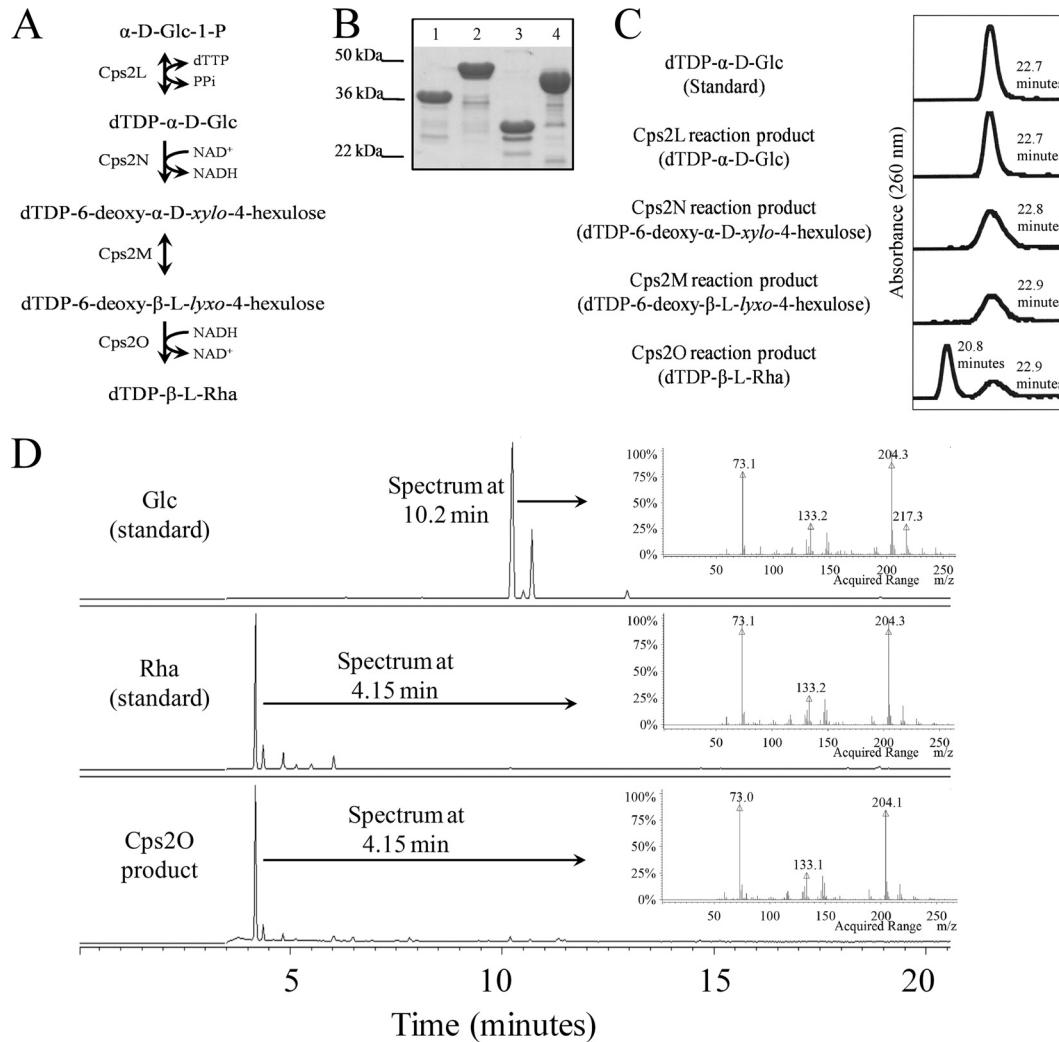 A
α-D-Glc-1-P
Cps2L
dTTP
PPi
dTDP-α-D-Glc
Cps2N
NAD⁺
NADH
dTDP-6-deoxy-α-D-xylo-4-hexulose
Cps2M
dTDP-6-deoxy-β-L-lyxo-4-hexulose
Cps2O
NADH
NAD⁺
dTDP-β-L-Rha
B
1 2 3 4
50 kDa
36 kDa
22 kDa
C
dTDP-α-D-Glc
(Standard)
Cps2L reaction product
(dTDP-α-D-Glc)
Cps2N reaction product
(dTDP-6-deoxy-α-D-xylo-4-hexulose)
Cps2M reaction product
(dTDP-6-deoxy-β-L-lyxo-4-hexulose)
Cps2O reaction product
(dTDP-β-L-Rha)
Absorbance (260 nm)
22.7
minutes
22.7
minute
22.8
minute
22.9
minute
20.8
minutes
22.9
minute
D
Glc
(standard)
Spectrum at
10.2 min
100%
75%
50%
25%
0%
73.1
133.2
204.3
217.3
50 100 150 200 250
Acquired Range m/z
Rha
(standard)
Spectrum at
4.15 min
100%
75%
50%
25%
0%
73.1
133.2
204.3
50 100 150 200 250
Acquired Range m/z
Cps2O
product
Spectrum at
4.15 min
100%
75%
50%
25%
0%
73.0
133.1
204.1
50 100 150 200 250
Acquired Range m/z
5 10 15 20
Time (minutes)